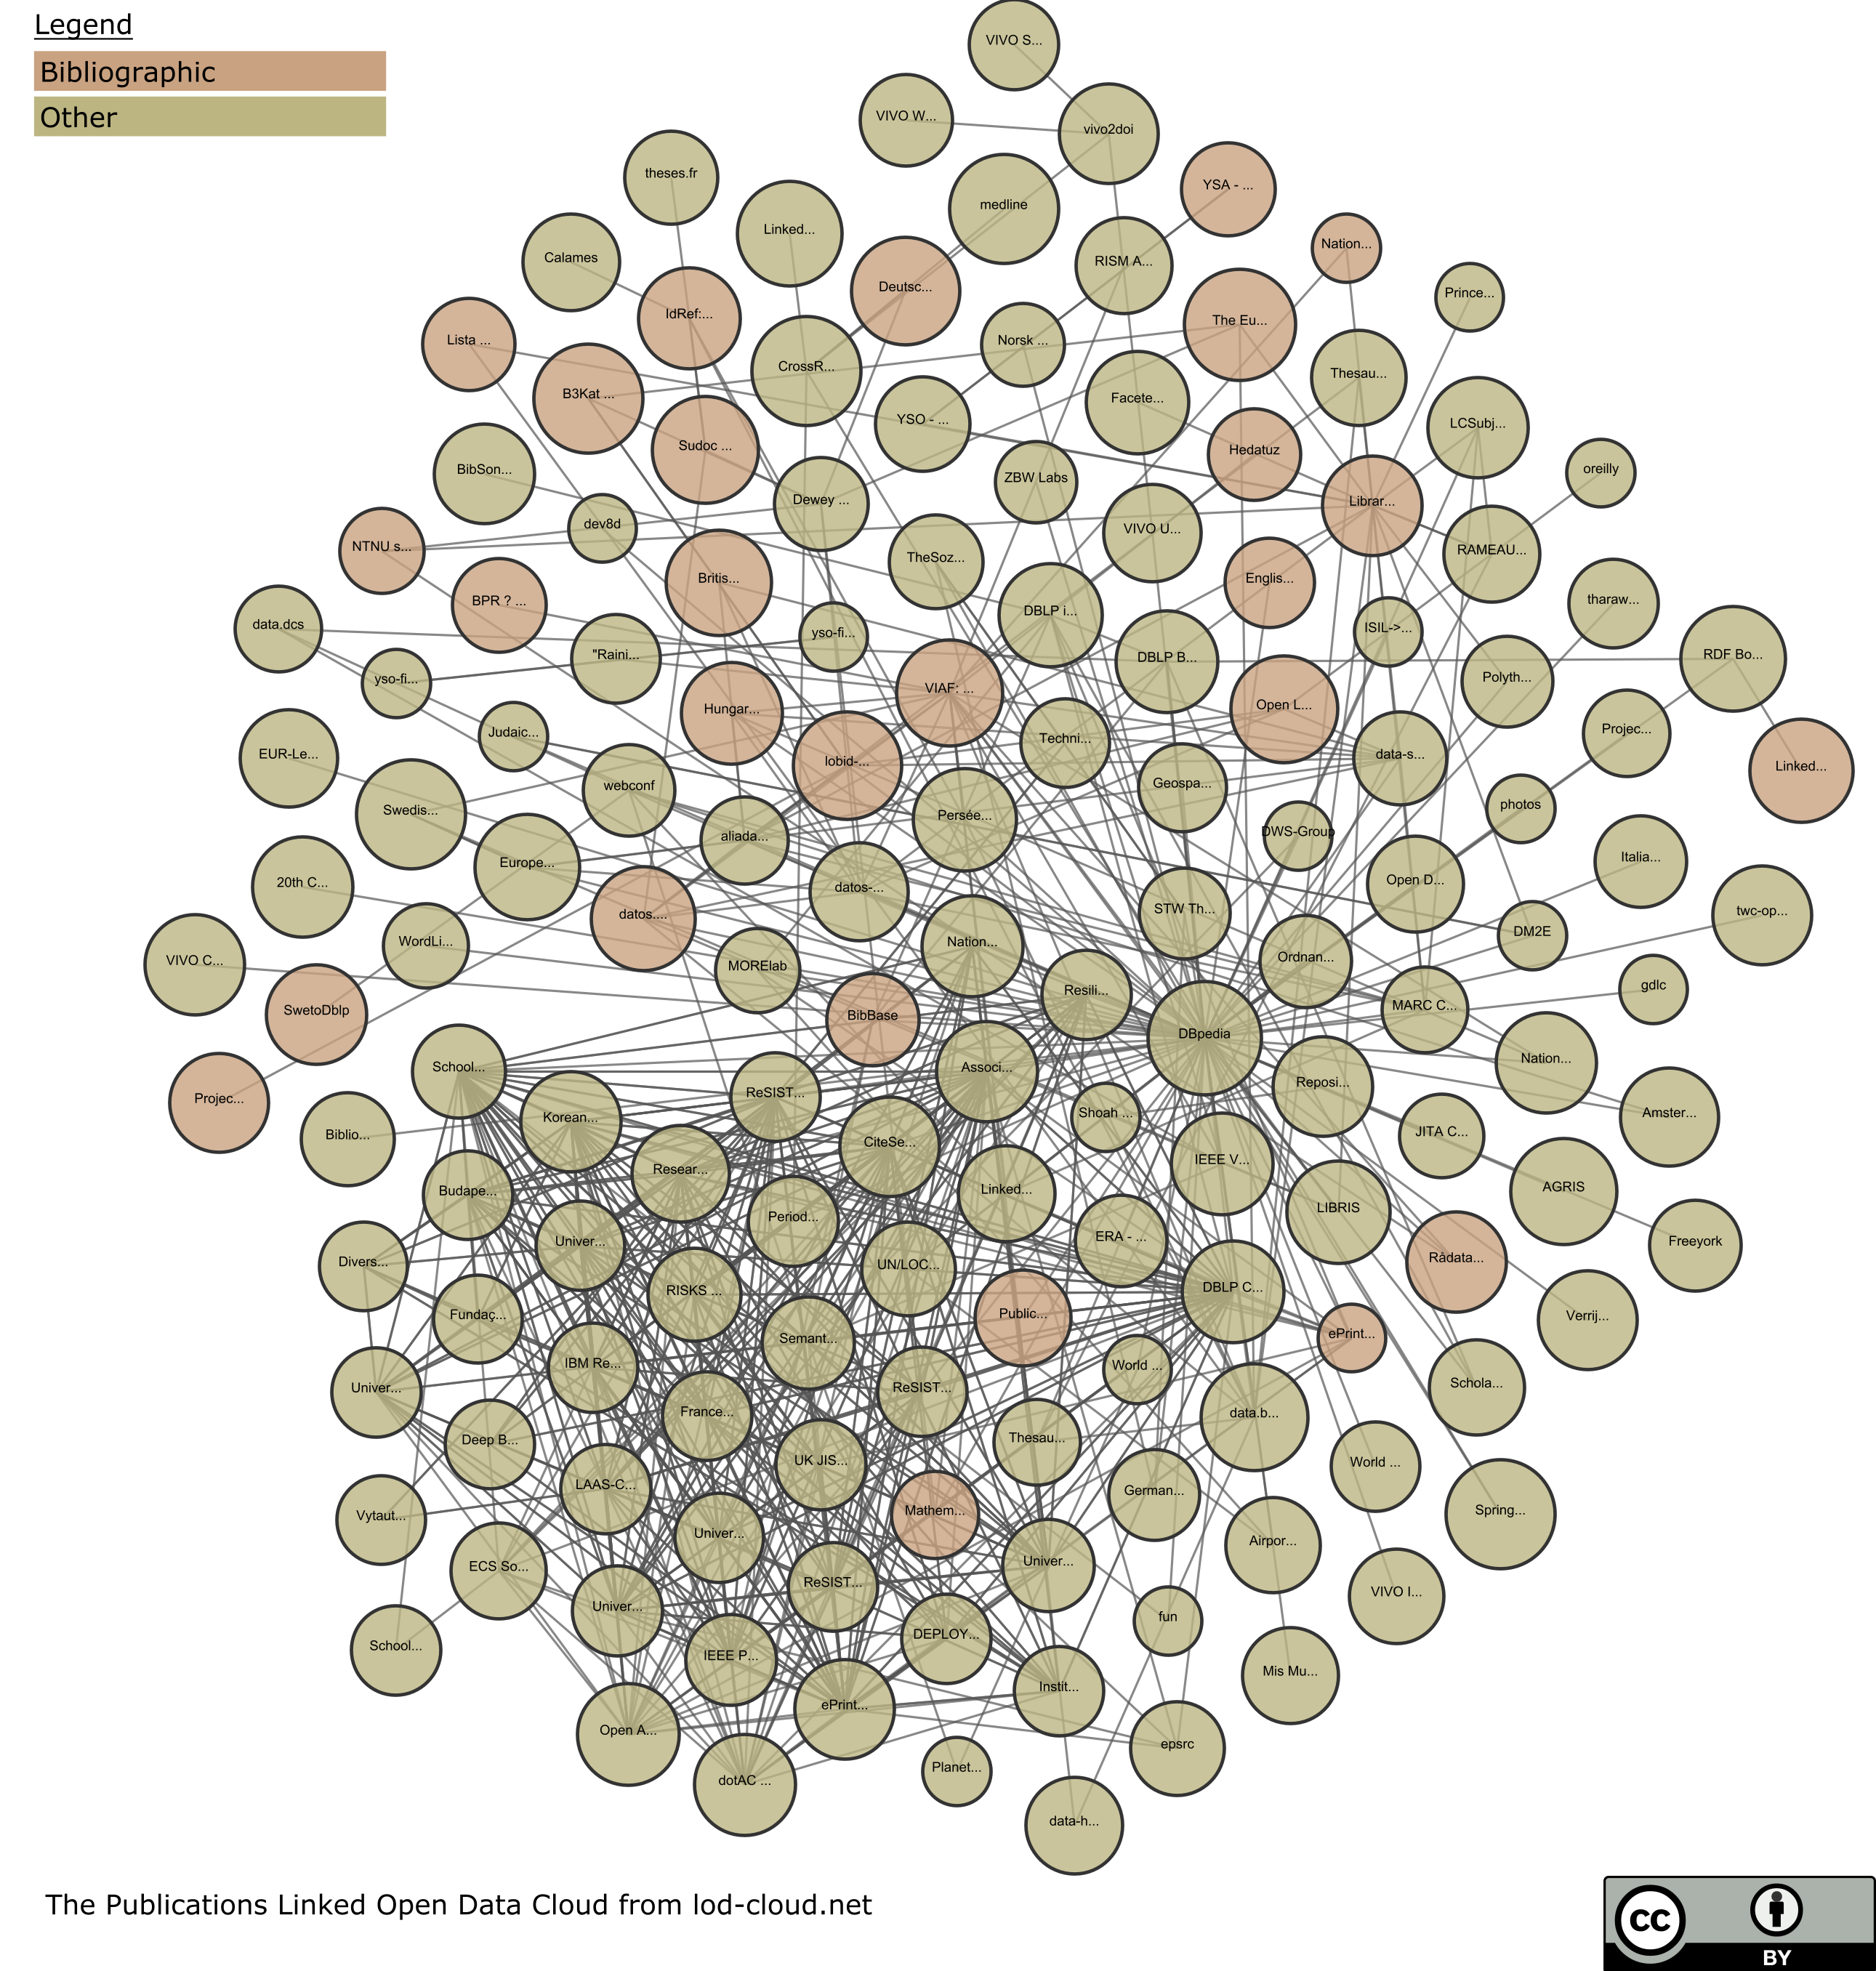 Legend
Bibliographic
Other
VIVO S...
VIVO W...
vivo2doi
theses.fr
medline
YSA - ...
Linked...
Nation...
Calames
RISM A...
Deutsc...
Prince...
IdRef:...
The Eu...
Lista ...
Norsk ...
CrossR...
Thesau...
B3Kat ...
Facete...
YSO - ...
LCSubj...
Sudoc ...
Hedatuz
BibSon...
oreilly
ZBW Labs
Dewey ...
Librar...
dev8d
VIVO U...
NTNU s...
RAMEAU...
TheSoz...
Britis...
Englis...
BPR ? ...
tharaw...
DBLP i...
data.dcs
yso-fi...
ISIL->...
"Raini...
DBLP B...
RDF Bo...
yso-fi...
Polyth...
VIAF: ...
Hungar...
Open L...
Judaic...
Projec...
Techni...
EUR-Le...
data-s...
lobid-...
Linked...
webconf
Geospa...
photos
Swedis...
Persée...
DWS-Group
aliada...
Italia...
Europe...
20th C...
Open D...
datos-...
twc-op...
datos....
STW Th...
DM2E
WordLi...
Nation...
Ordnan...
VIVO C...
MORElab
gdlc
Resili...
MARC C...
SwetoDblp
BibBase
DBpedia
Nation...
School...
Associ...
Reposi...
ReSIST...
Projec...
Shoah ...
Amster...
Korean...
Biblio...
JITA C...
CiteSe...
IEEE V...
Resear...
AGRIS
Budape...
Linked...
LIBRIS
Period...
ERA - ...
Univer...
Freeyork
Rådata...
Divers...
UN/LOC...
DBLP C...
RISKS ...
Fundaç...
Public...
Verrij...
ePrint...
Semant...
IBM Re...
World ...
Schola...
Univer...
ReSIST...
France...
data.b...
Deep B...
Thesau...
UK JIS...
World ...
LAAS-C...
German...
Mathem...
Spring...
Vytaut...
Univer...
Airpor...
ECS So...
Univer...
ReSIST...
VIVO I...
Univer...
fun
DEPLOY...
School...
IEEE P...
Mis Mu...
Instit...
ePrint...
Open A...
epsrc
Planet...
dotAC ...
data-h...
The Publications Linked Open Data Cloud from lod-cloud.net
cc
BY